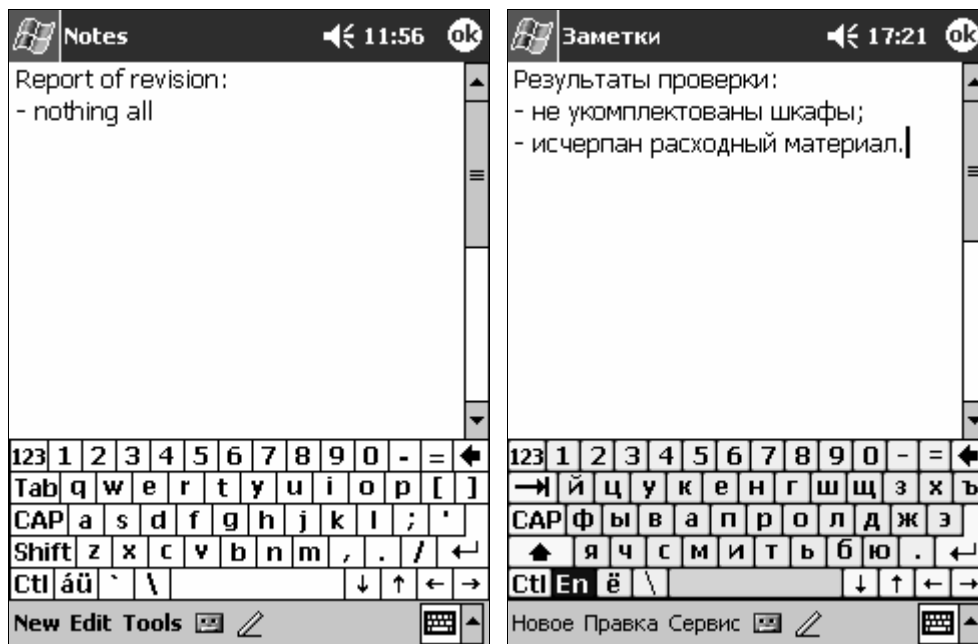 Notes 11:56 ok
Report of revision:
- nothing all
123 1 2 3 4 5 6 7 8 9 0 - =
Tab q w e r t y u i o p [ ]
CAP a s d f g h j k l ; '
Shift z x c v b n m , . /
Ctl áü ` \
New Edit Tools
Заметки 17:21 ok
Результаты проверки:
- не укомплектованы шкафы;
- исчерпан расходный материал.
123 1 2 3 4 5 6 7 8 9 0 - =
й ц у к е н г ш щ з х ъ
CAP ф ы в а п р о л д ж э
я ч с м и т ь б ю .
Ctl En ё \
Новое Правка Сервис